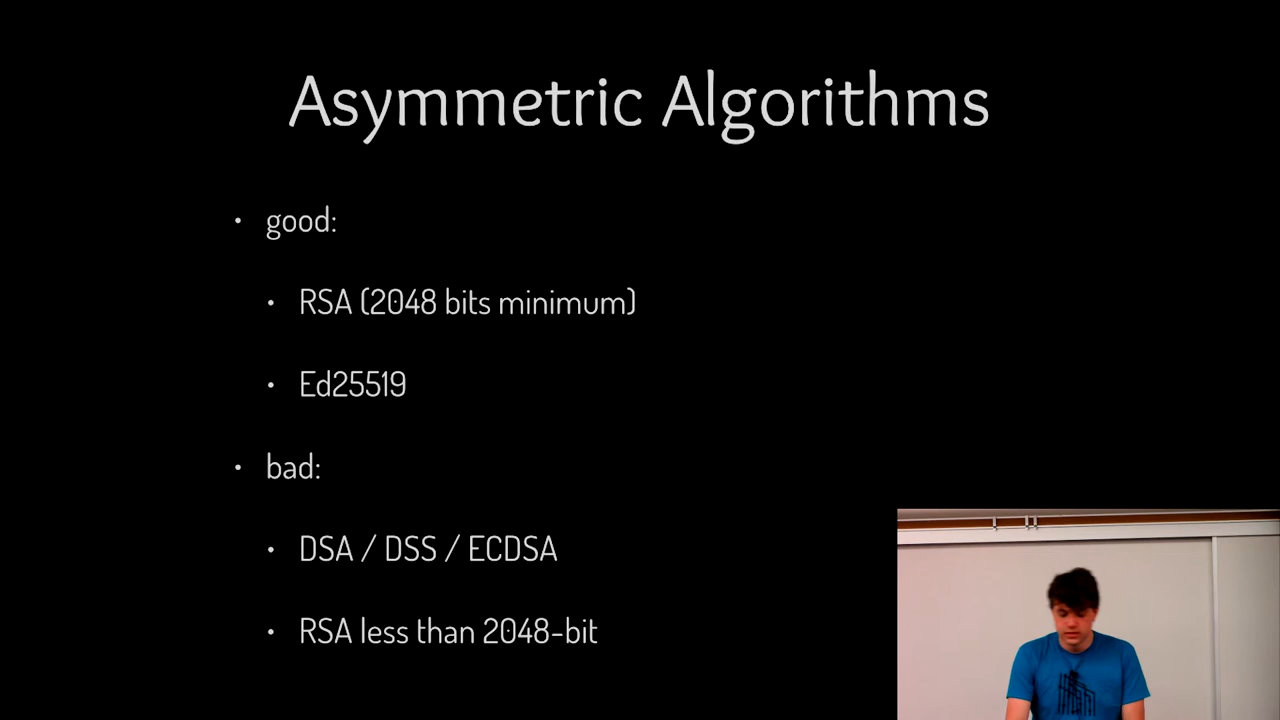 Asymmetric Algorithms
• good:
• RSA (2048 bits minimum)
• Ed25519
• bad:
• DSA / DSS / ECDSA
• RSA less than 2048-bit